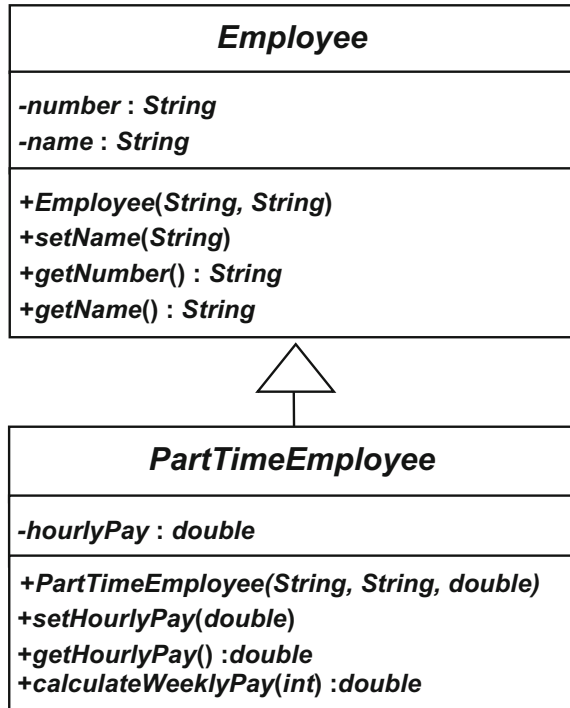 Employee
-number : String
-name : String
+Employee(String, String)
+setName(String)
+getNumber() : String
+getName() : String
PartTimeEmployee
-hourlyPay : double
+PartTimeEmployee(String, String, double)
+setHourlyPay(double)
+getHourlyPay() :double
+calculateWeeklyPay(int) :double